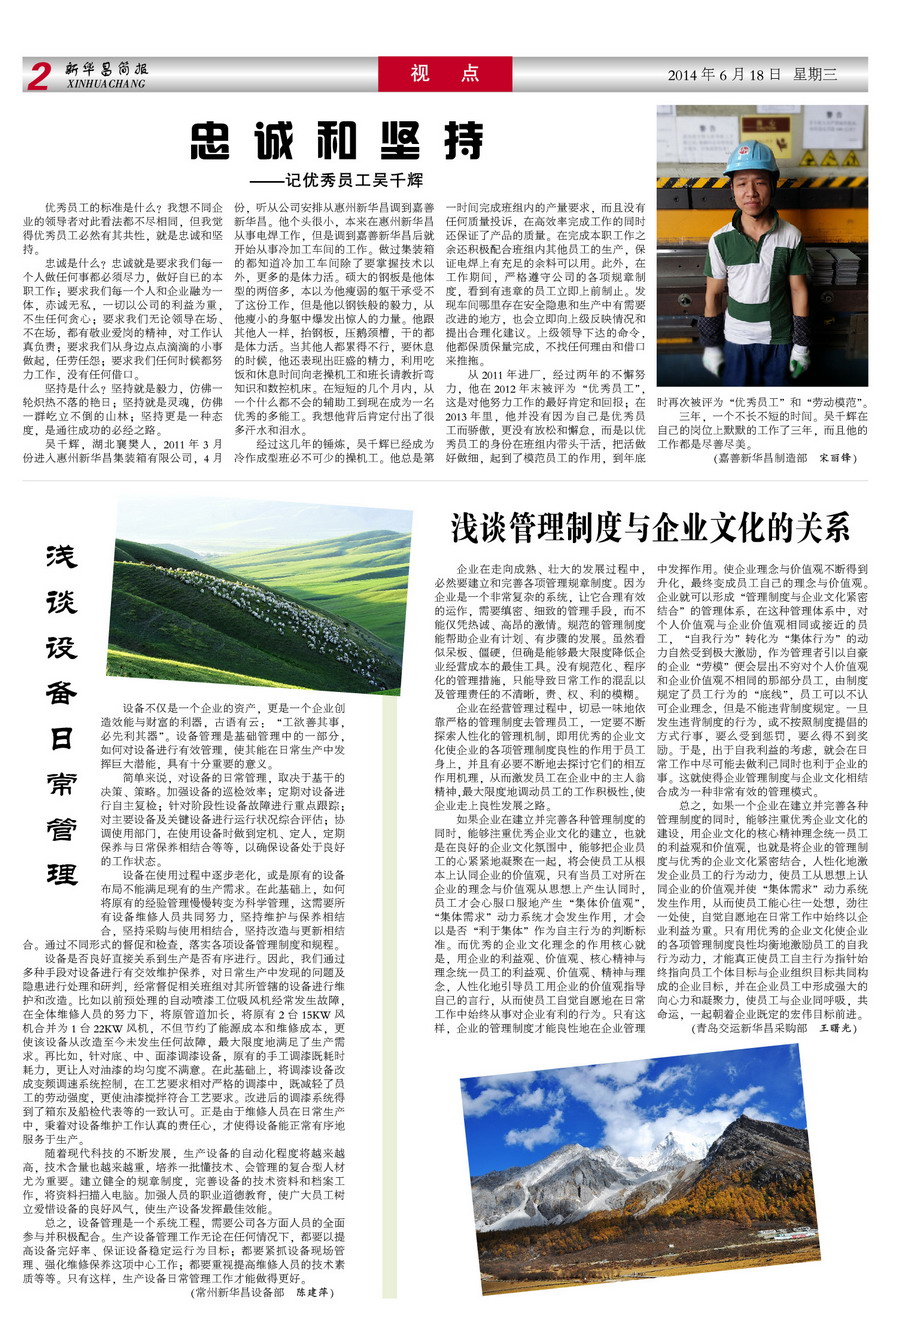 2
新华昌简报
XINHUACHANG
视 点
2014 年 6 月 18 日 星期三
忠诚和坚持
——记优秀员工吴千辉
优秀员工的标准是什么？我想不同企
业的领导者对此看法都不尽相同，但我觉
得优秀员工必然有其共性，就是忠诚和坚
持。
忠诚是什么？忠诚就是要求我们每一
个人做任何事都必须尽力，做好自已的本
职工作；要求我们每一个人和企业融为一
体，赤诚无私，一切以公司的利益为重，
不生任何贪心；要求我们无论领导在场、
不在场，都有敬业爱岗的精神，对工作认
真负责；要求我们从身边点点滴滴的小事
做起，任劳任怨；要求我们任何时候都努
力工作，没有任何借口。
坚持是什么？坚持就是毅力，仿佛一
轮炽热不落的艳日；坚持就是灵魂，仿佛
一群屹立不倒的山林；坚持更是一种态
度，是通往成功的必经之路。
吴千辉，湖北襄樊人，2011 年 3 月
份进入惠州新华昌集装箱有限公司，4 月
份，听从公司安排从惠州新华昌调到嘉善
新华昌。他个头很小，本来在惠州新华昌
从事电焊工作，但是调到嘉善新华昌后就
开始从事冷加工车间的工作。做过集装箱
的都知道冷加工车间除了要掌握技术以
外，更多的是体力活。硕大的钢板是他体
型的两倍多，本以为他瘦弱的躯干承受不
了这份工作，但是他以钢铁般的毅力，从
他瘦小的身躯中爆发出惊人的力量。他跟
其他人一样，抬钢板，压鹅颈槽，干的都
是体力活。当其他人都累得不行，要休息
的时候，他还表现出旺盛的精力，利用吃
饭和休息时间向老操机工和班长请教折弯
知识和数控机床。在短短的几个月内，从
一个什么都不会的辅助工到现在成为一名
优秀的多能工。我想他背后肯定付出了很
多汗水和泪水。
经过这几年的锤炼，吴千辉已经成为
冷作成型班必不可少的操机工。他总是第
一时间完成班组内的产量要求，而且没有
任何质量投诉，在高效率完成工作的同时
还保证了产品的质量。在完成本职工作之
余还积极配合班组内其他员工的生产，保
证电焊上有充足的余料可以用。此外，在
工作期间，严格遵守公司的各项规章制
度，看到有违章的员工立即上前制止。发
现车间哪里存在安全隐患和生产中有需要
改进的地方，也会立即向上级反映情况和
提出合理化建议。上级领导下达的命令，
他都保质保量完成，不找任何理由和借口
来推拖。
从 2011 年进厂，经过两年的不懈努
力，他在 2012 年末被评为“优秀员工”，
这是对他努力工作的最好肯定和回报；在
2013 年里，他并没有因为自己是优秀员
工而骄傲，更没有放松和懈怠，而是以优
秀员工的身份在班组内带头干活，把活做
好做细，起到了模范员工的作用，到年底
时再次被评为“优秀员工”和“劳动模范”。
三年，一个不长不短的时间。吴千辉在
自己的岗位上默默的工作了三年，而且他的
工作都是尽善尽美。
(嘉善新华昌制造部 宋丽锋)
浅谈设备日常管理
设备不仅是一个企业的资产，更是一个企业创
造效能与财富的利器，古语有云：“工欲善其事，
必先利其器”。设备管理是基础管理中的一部分，
如何对设备进行有效管理，使其能在日常生产中发
挥巨大潜能，具有十分重要的意义。
简单来说，对设备的日常管理，取决于基干的
决策、策略。加强设备的巡检效率；定期对设备进
行自主复检；针对阶段性设备故障进行重点跟踪；
对主要设备及关键设备进行运行状况综合评估；协
调使用部门，在使用设备时做到定机、定人，定期
保养与日常保养相结合等等，以确保设备处于良好
的工作状态。
设备在使用过程中逐步老化，或是原有的设备
布局不能满足现有的生产需求。在此基础上，如何
将原有的经验管理慢慢转变为科学管理，这需要所
有设备维修人员共同努力，坚持维护与保养相结
合，坚持采购与使用相结合，坚持改造与更新相结
合。通过不同形式的督促和检查，落实各项设备管理制度和规程。
设备是否良好直接关系到生产是否有序进行。因此，我们通过
多种手段对设备进行有交效维护保养，对日常生产中发现的问题及
隐患进行处理和研判，经常督促相关班组对其所管辖的设备进行维
护和改造。比如以前预处理的自动喷漆工位吸风机经常发生故障，
在全体维修人员的努力下，将原管道加长，将原有 2 台 15KW 风
机合并为 1 台 22KW 风机，不但节约了能源成本和维修成本，更
使该设备从改造至今未发生任何故障，最大限度地满足了生产需
求。再比如，针对底、中、面漆调漆设备，原有的手工调漆既耗时
耗力，更让人对油漆的均匀度不满意。在此基础上，将调漆设备改
成变频调速系统控制，在工艺要求相对严格的调漆中，既减轻了员
工的劳动强度，更使油漆搅拌符合工艺要求。改进后的调漆系统得
到了箱东及船检代表等的一致认可。正是由于维修人员在日常生产
中，秉着对设备维护工作认真的责任心，才使得设备能正常有序地
服务于生产。
随着现代科技的不断发展，生产设备的自动化程度将越来越
高，技术含量也越来越重，培养一批懂技术、会管理的复合型人材
尤为重要。建立健全的规章制度，完善设备的技术资料和档案工
作，将资料扫描入电脑。加强人员的职业道德教育，使广大员工树
立爱惜设备的良好风气，使生产设备发挥最佳效能。
总之，设备管理是一个系统工程，需要公司各方面人员的全面
参与并积极配合。生产设备管理工作无论在任何情况下，都要以提
高设备完好率、保证设备稳定运行为目标；都要紧抓设备现场管
理、强化维修保养这项中心工作；都要重视提高维修人员的技术素
质等等。只有这样，生产设备日常管理工作才能做得更好。
(常州新华昌设备部 陈建萍)
浅谈管理制度与企业文化的关系
企业在走向成熟、壮大的发展过程中，
必然要建立和完善各项管理规章制度。因为
企业是一个非常复杂的系统，让它合理有效
的运作，需要缜密、细致的管理手段，而不
能仅凭热诚、高昂的激情。规范的管理制度
能帮助企业有计划、有步骤的发展。虽然看
似呆板、僵硬，但确是能够最大限度降低企
业经营成本的最佳工具。没有规范化、程序
化的管理措施，只能导致日常工作的混乱以
及管理责任的不清晰，责、权、利的模糊。
企业在经营管理过程中，切忌一味地依
靠严格的管理制度去管理员工，一定要不断
探索人性化的管理机制，即用优秀的企业文
化使企业的各项管理制度良性的作用于员工
身上，并且有必要不断地去探讨它们的相互
作用机理，从而激发员工在企业中的主人翁
精神，最大限度地调动员工的工作积极性，使
企业走上良性发展之路。
如果企业在建立并完善各种管理制度的
同时，能够注重优秀企业文化的建立，也就
是在良好的企业文化氛围中，能够把企业员
工的心紧紧地凝聚在一起，将会使员工从根
本上认同企业的价值观，只有当员工对所在
企业的理念与价值观从思想上产生认同时，
员工才会心服口服地产生“集体价值观”，
“集体需求”动力系统才会发生作用，才会
以是否“利于集体”作为自主行为的判断标
准。而优秀的企业文化理念的作用核心就
是，用企业的利益观、价值观、核心精神与
理念统一员工的利益观、价值观、精神与理
念，人性化地引导员工用企业的价值观指导
自己的言行，从而使员工自觉自愿地在日常
工作中始终从事对企业有利的行为。只有这
样，企业的管理制度才能良性地在企业管理
中发挥作用。使企业理念与价值观不断得到
升化，最终变成员工自己的理念与价值观。
企业就可以形成“管理制度与企业文化紧密
结合”的管理体系，在这种管理体系中，对
个人价值观与企业价值观相同或接近的员
工，“自我行为”转化为“集体行为”的动
力自然受到极大激励，作为管理者引以自豪
的企业“劳模”便会层出不穷对个人价值观
和企业价值观不相同的那部分员工，由制度
规定了员工行为的“底线”，员工可以不认
可企业理念，但是不能违背制度规定。一旦
发生违背制度的行为，或不按照制度提倡的
方式行事，要么受到惩罚，要么得不到奖
励。于是，出于自我利益的考虑，就会在日
常工作中尽可能去做利己同时也利于企业的
事。这就使得企业管理制度与企业文化相结
合成为一种非常有效的管理模式。
总之，如果一个企业在建立并完善各种
管理制度的同时，能够注重优秀企业文化的
建设，用企业文化的核心精神理念统一员工
的利益观和价值观，也就是将企业的管理制
度与优秀的企业文化紧密结合，人性化地激
发企业员工的行为动力，使员工从思想上认
同企业的价值观并使“集体需求”动力系统
发生作用，从而使员工能心往一处想，劲往
一处使，自觉自愿地在日常工作中始终以企
业利益为重。只有用优秀的企业文化使企业
的各项管理制度良性均衡地激励员工的自我
行为动力，才能真正使员工自主行为指针始
终指向员工个体目标与企业组织目标共同构
成的企业目标，并在企业员工中形成强大的
向心力和凝聚力，使员工与企业同呼吸，共
命运，一起朝着企业既定的宏伟目标前进。
(青岛交运新华昌采购部 王曙光)